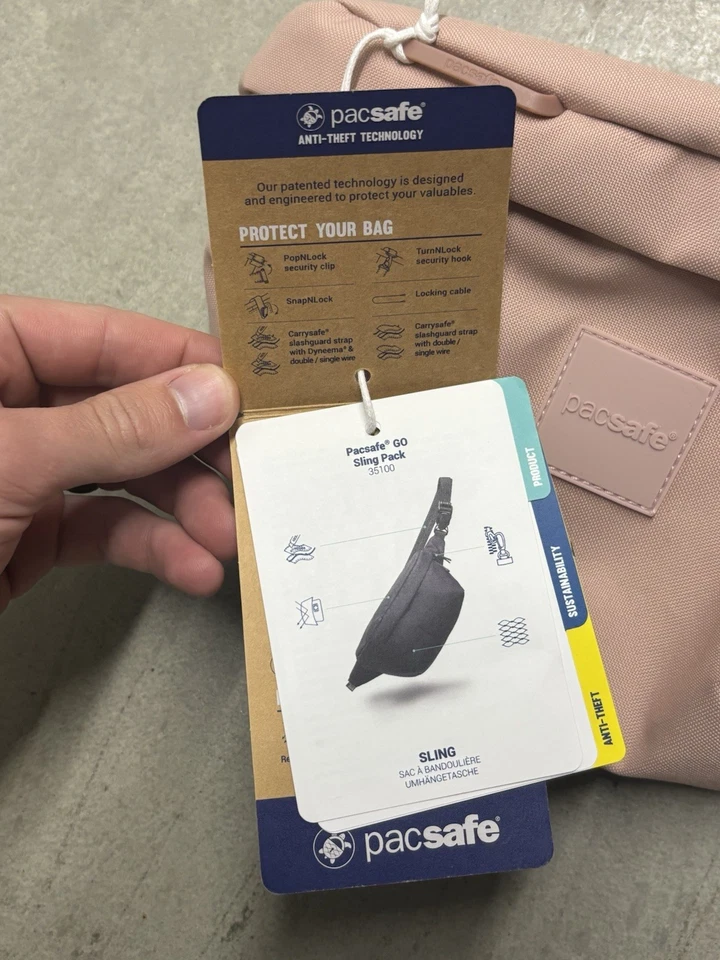 pacsafe
pacsafe®
ANTI-THEFT TECHNOLOGY
Our patented technology is designed
and engineered to protect your valuables.
PROTECT YOUR BAG
PopNLock
security clip
TurnNLock
security hook
SnapNLock
Locking cable
Carrysafe®
slashguard strap
with Dyneema® &
double / single wire
Carrysafe®
slashguard strap
with double /
single wire
Pacsafe® GO
Sling Pack
35100
PRODUCT
SUSTAINABILITY
ANTI-THEFT
SLING
SAC À BANDOULIÈRE
UMHÄNGETASCHE
Re
pacsafe®
pacsafe®